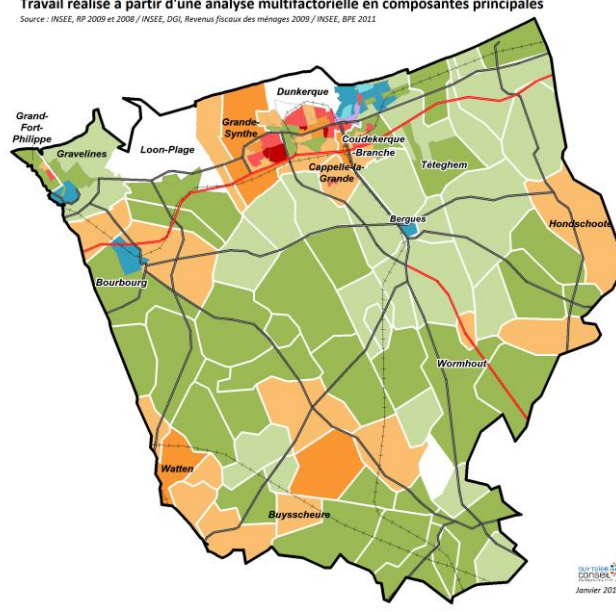 Travail réalisé à partir d'une analyse multifactorielle en composantes principales
Source : INSEE, RP 2009 et 2008 / INSEE, DGI, Revenus fiscaux des ménages 2009 / INSEE, BPE 2011
Dunkerque
Grand-
Fort-
Philippe
Grande-
Synthe
Gravelines
Loon-Plage
Coudekerque
-Branche
Cappelle-la-
Grande
Téteghem
Bergues
Hondschoote
Bourbourg
Wormhout
Watten
Buysscheure
CONSEIL